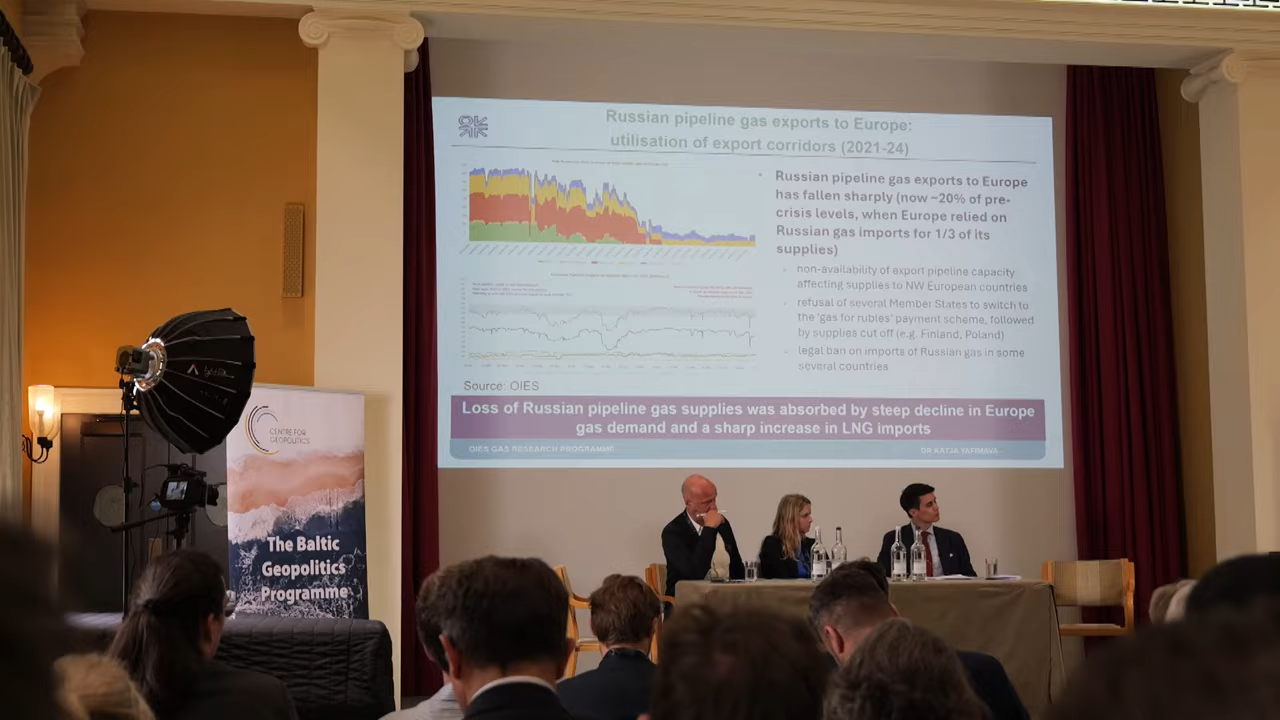 Russian pipeline gas exports to Europe:
utilisation of export corridors (2021-24)
Russian pipeline gas exports to Europe
has fallen sharply (now ~20% of pre-
crisis levels, when Europe relied on
Russian gas imports for 1/3 of its
supplies)
non-availability of export pipeline capacity
affecting supplies to NW European countries
refusal of several Member States to switch to
the 'gas for rubles' payment scheme, followed
by supplies cut off (e.g. Finland, Poland)
legal ban on imports of Russian gas in some
several countries
Source: OIES
Loss of Russian pipeline gas supplies was absorbed by steep decline in Europe
gas demand and a sharp increase in LNG imports
OIES GAS RESEARCH PROGRAMME
DR KATJA YAFIMAVA
CENTRE FOR
GEOPOLITICS
The Baltic
Geopolitics
Programme